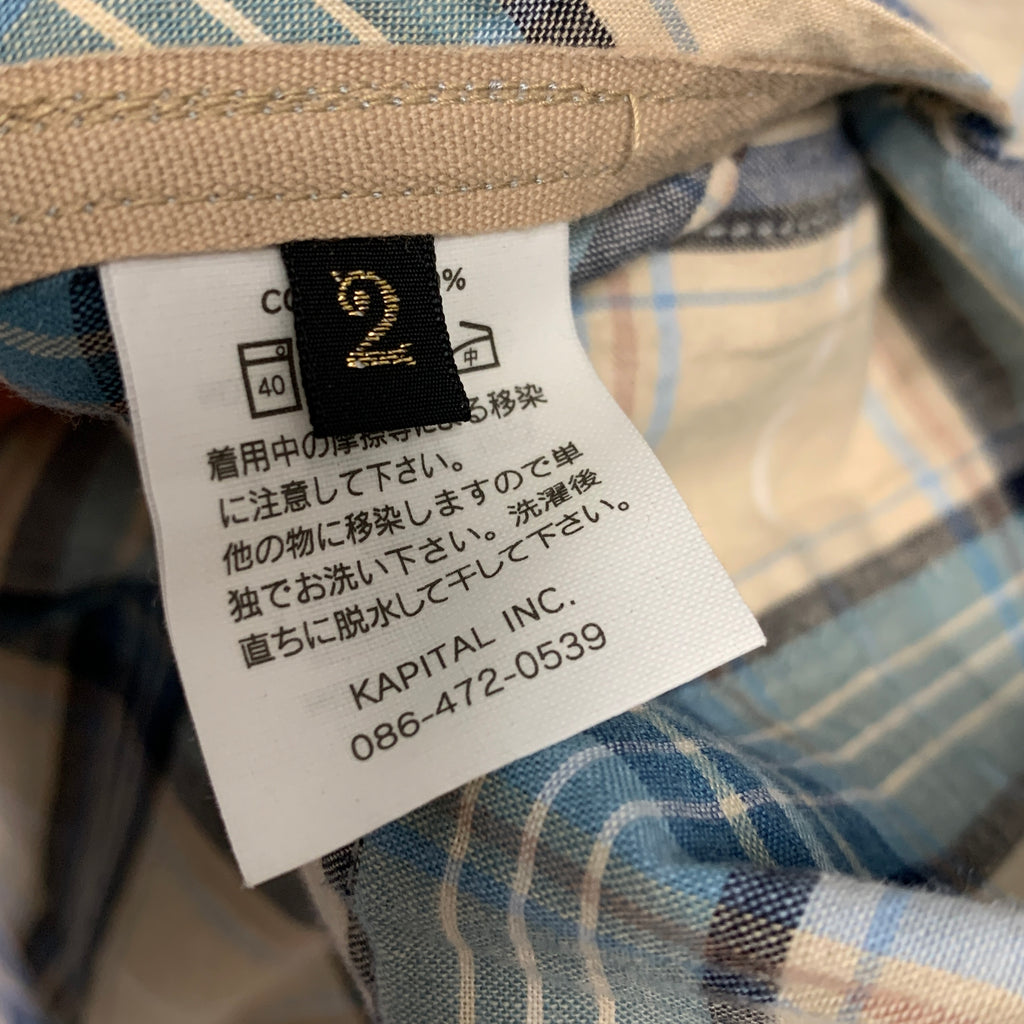 2
40
中
着用中の摩擦等による移染
に注意して下さい。
他の物に移染しますので単
独でお洗い下さい。洗濯後
直ちに脱水して干して下さい。
KAPITAL INC.
086-472-0539